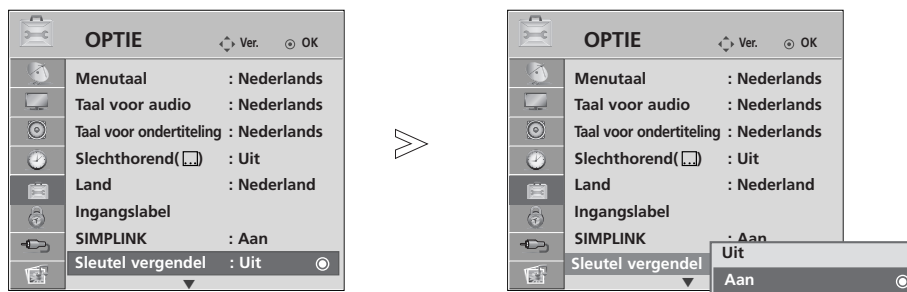 OPTIE Ver. OK
Menutaal : Nederlands
Taal voor audio : Nederlands
Taal voor ondertiteling : Nederlands
Slechthorend( ) : Uit
Land : Nederland
Ingangslabel
SIMPLINK : Aan
Sleutel vergendel : Uit
OPTIE Ver. OK
Menutaal : Nederlands
Taal voor audio : Nederlands
Taal voor ondertiteling : Nederlands
Slechthorend( ) : Uit
Land : Nederland
Ingangslabel
SIMPLINK : Aan
Sleutel vergendel
Uit
Aan